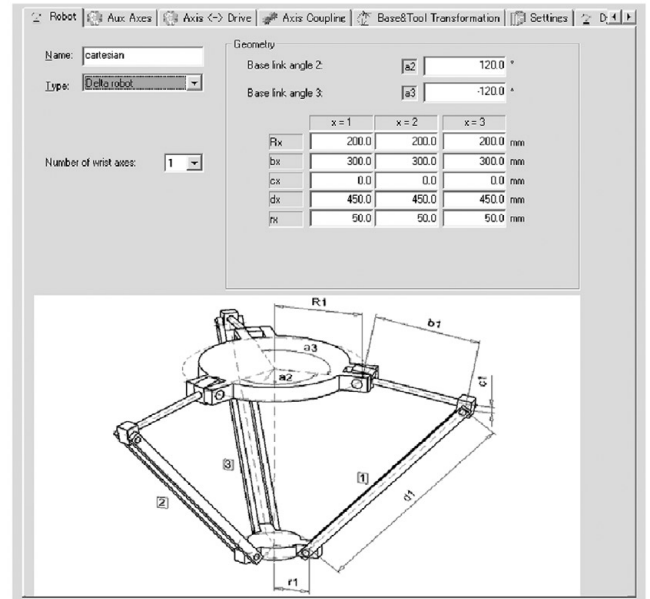 Robot Aux Axes Axis <-> Drive Axis Coupling Base&Tool Transformation Settings D
Name: cartesian
Type: Delta robot
Number of wrist axes: 1
Geometry
Base link angle 2: a2 120.0 °
Base link angle 3: a3 -120.0 °
x = 1 x = 2 x = 3
Rx 200.0 200.0 200.0 mm
bx 300.0 300.0 300.0 mm
cx 0.0 0.0 0.0 mm
dx 450.0 450.0 450.0 mm
rx 50.0 50.0 50.0 mm
R1
b1
a3
a2
c1
3
1
2
d1
r1